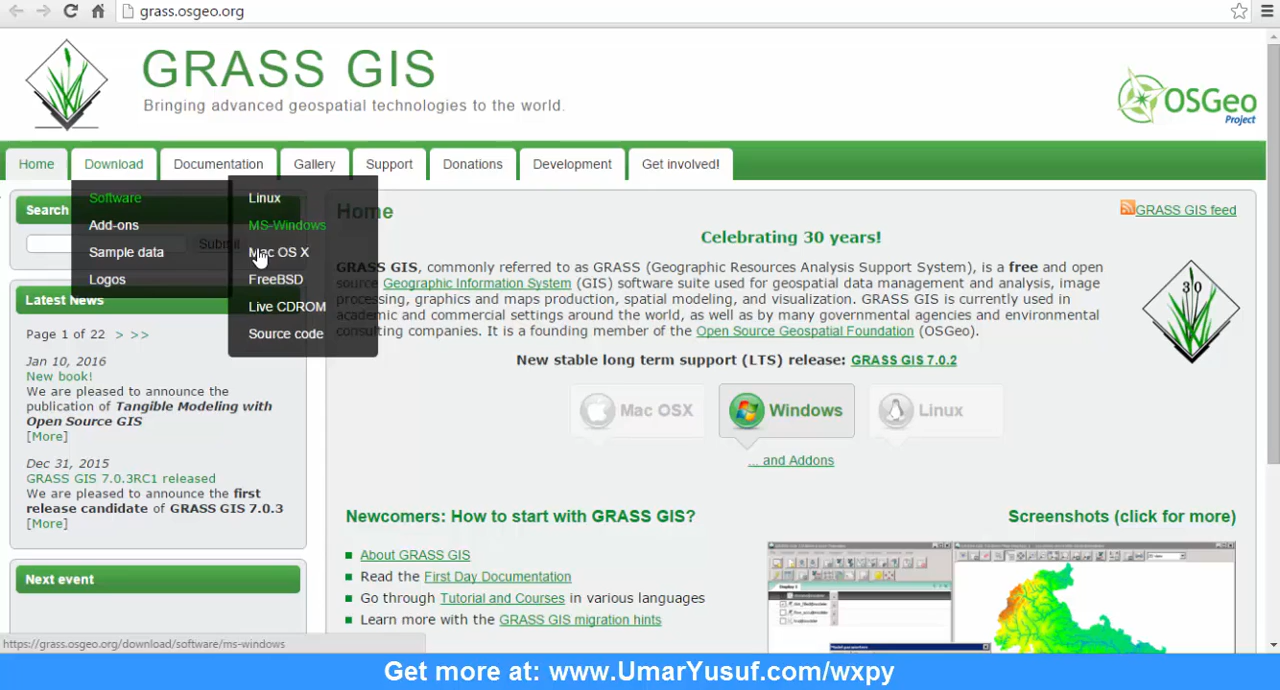 grass.osgeo.org
GRASS GIS
Bringing advanced geospatial technologies to the world.
OSGeo
Project
Home
Download
Documentation
Gallery
Support
Donations
Development
Get involved!
Software
Add-ons
Sample data
Logos
Linux
MS-Windows
Mac OS X
FreeBSD
Live CDROM
Source code
Search
Submit
Latest News
Page 1 of 22 > >>
Jan 10, 2016
New book!
We are pleased to announce the
publication of Tangible Modeling with
Open Source GIS
[More]
Dec 31, 2015
GRASS GIS 7.0.3RC1 released
We are pleased to announce the first
release candidate of GRASS GIS 7.0.3
[More]
Next event
Home
GRASS GIS feed
Celebrating 30 years!
GRASS GIS, commonly referred to as GRASS (Geographic Resources Analysis Support System), is a free and open
source Geographic Information System (GIS) software suite used for geospatial data management and analysis, image
processing, graphics and maps production, spatial modeling, and visualization. GRASS GIS is currently used in
academic and commercial settings around the world, as well as by many governmental agencies and environmental
consulting companies. It is a founding member of the Open Source Geospatial Foundation (OSGeo).
30
New stable long term support (LTS) release: GRASS GIS 7.0.2
Mac OSX
Windows
Linux
... and Addons
Newcomers: How to start with GRASS GIS?
About GRASS GIS
Read the First Day Documentation
Go through Tutorial and Courses in various languages
Learn more with the GRASS GIS migration hints
Screenshots (click for more)
https://grass.osgeo.org/download/software/ms-windows
Get more at: www.UmarYusuf.com/wxpy